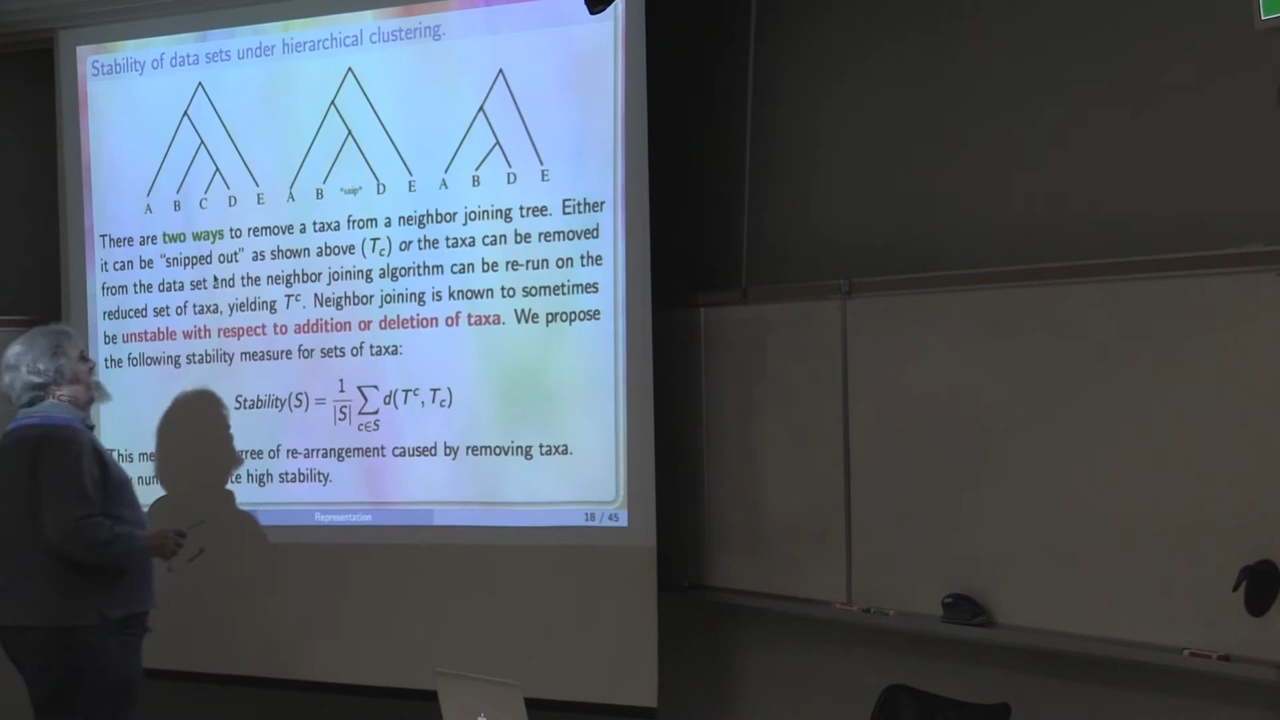 Stability of data sets under hierarchical clustering.
A B C D E A B "snip" D E A B D E
There are two ways to remove a taxa from a neighbor joining tree. Either
it can be "snipped out" as shown above (T_c) or the taxa can be removed
from the data set and the neighbor joining algorithm can be re-run on the
reduced set of taxa, yielding T^c. Neighbor joining is known to sometimes
be unstable with respect to addition or deletion of taxa. We propose
the following stability measure for sets of taxa:
Stability(S) = 1/|S| ∑_{c∈S} d(T^c, T_c)
This of re-arrangement caused by removing taxa.
high stability.
Representation 18 / 45